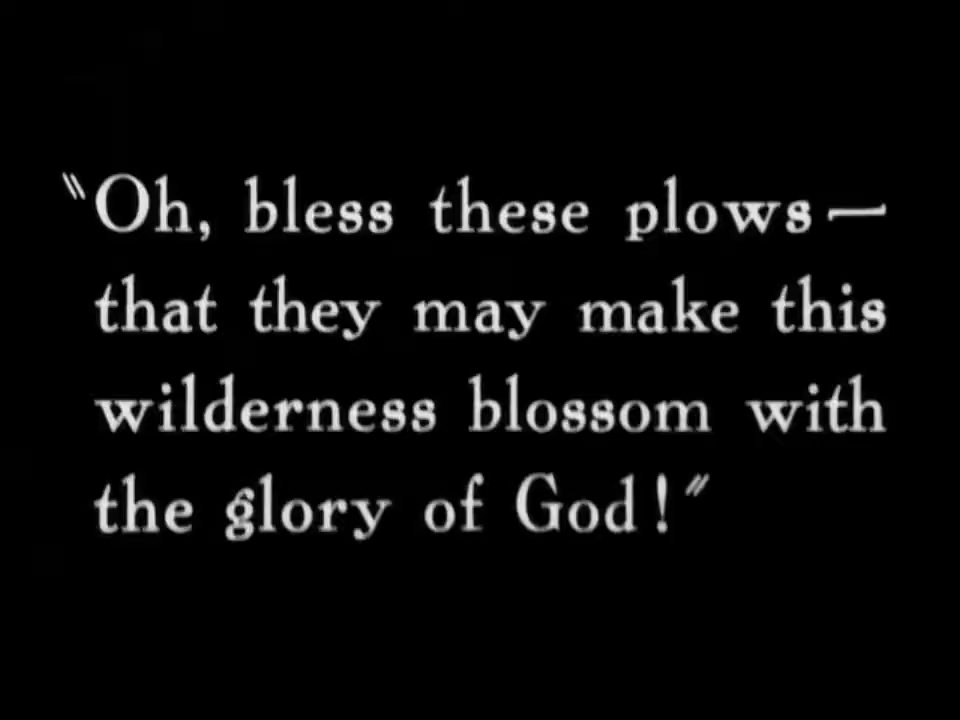 "Oh, bless these plows—
that they may make this
wilderness blossom with
the glory of God!"